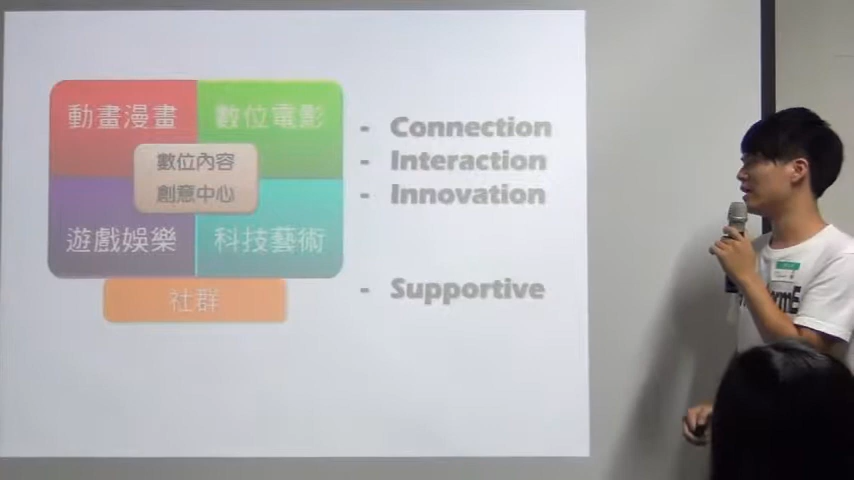 動畫漫畫
數位電影
數位內容
創意中心
遊戲娛樂
科技藝術
社群
- Connection
- Interaction
- Innovation
- Supportive